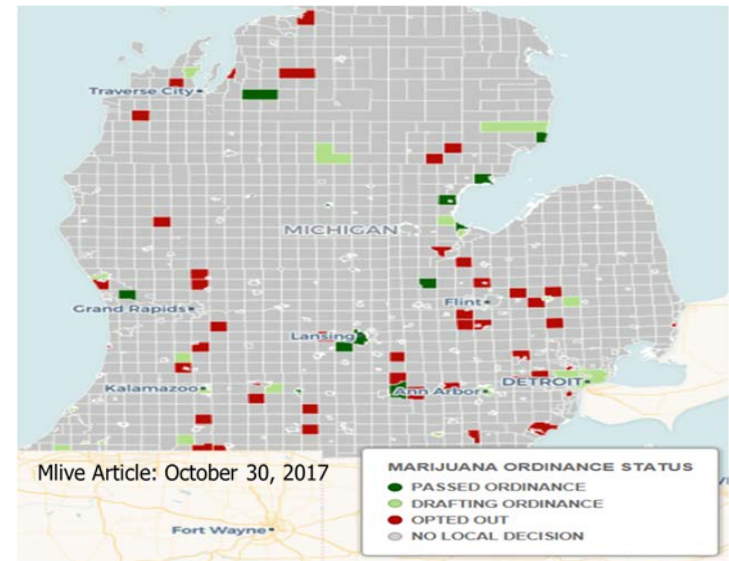 Traverse City
MICHIGAN
Grand Rapids
Flint
Lansing
Kalamazoo
Ann Arbor
DETROIT
Mlive Article: October 30, 2017
Fort Wayne
MARIJUANA ORDINANCE STATUS
PASSED ORDINANCE
DRAFTING ORDINANCE
OPTED OUT
NO LOCAL DECISION